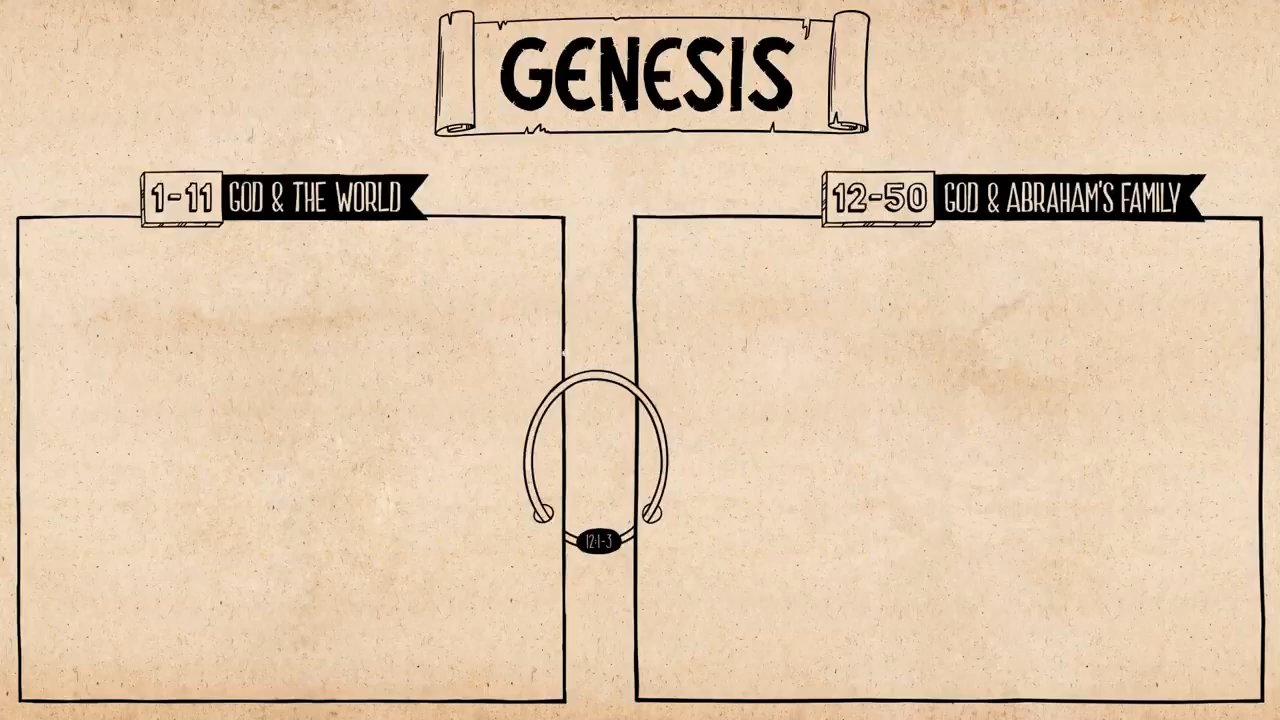 GENESIS
1-11 GOD & THE WORLD
12-50 GOD & ABRAHAM'S FAMILY
12:1-3